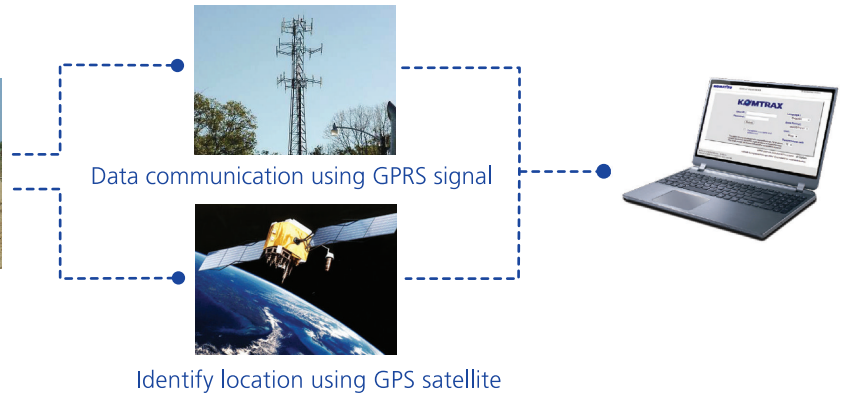 Data communication using GPRS signal
KOMTRAX
Identify location using GPS satellite